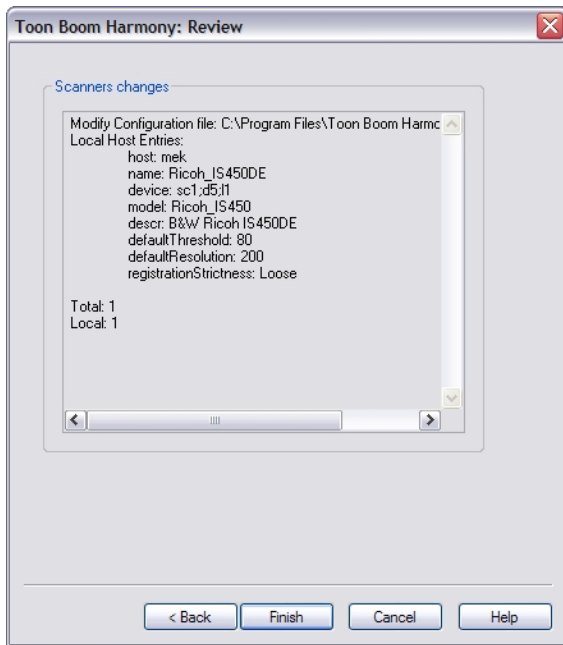 Toon Boom Harmony: Review
Scanners changes
Modify Configuration file: C:\Program Files\Toon Boom Harmc
Local Host Entries:
host: mek
name: Ricoh_IS450DE
device: sc1;d5;l1
model: Ricoh_IS450
descr: B&W Ricoh IS450DE
defaultThreshold: 80
defaultResolution: 200
registrationStrictness: Loose
Total: 1
Local: 1
< Back
Finish
Cancel
Help